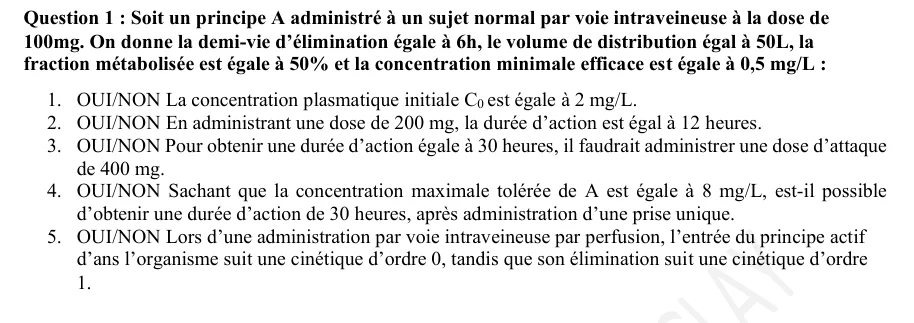 Question 1 : Soit un principe A administré à un sujet normal par voie intraveineuse à la dose de
100mg. On donne la demi-vie d'élimination égale à 6h, le volume de distribution égal à 50L, la
fraction métabolisée est égale à 50% et la concentration minimale efficace est égale à 0,5 mg/L :
1. OUI/NON La concentration plasmatique initiale C₀ est égale à 2 mg/L.
2. OUI/NON En administrant une dose de 200 mg, la durée d'action est égal à 12 heures.
3. OUI/NON Pour obtenir une durée d'action égale à 30 heures, il faudrait administrer une dose d'attaque
de 400 mg.
4. OUI/NON Sachant que la concentration maximale tolérée de A est égale à 8 mg/L, est-il possible
d'obtenir une durée d'action de 30 heures, après administration d'une prise unique.
5. OUI/NON Lors d'une administration par voie intraveineuse par perfusion, l'entrée du principe actif
d'ans l'organisme suit une cinétique d'ordre 0, tandis que son élimination suit une cinétique d'ordre
1.